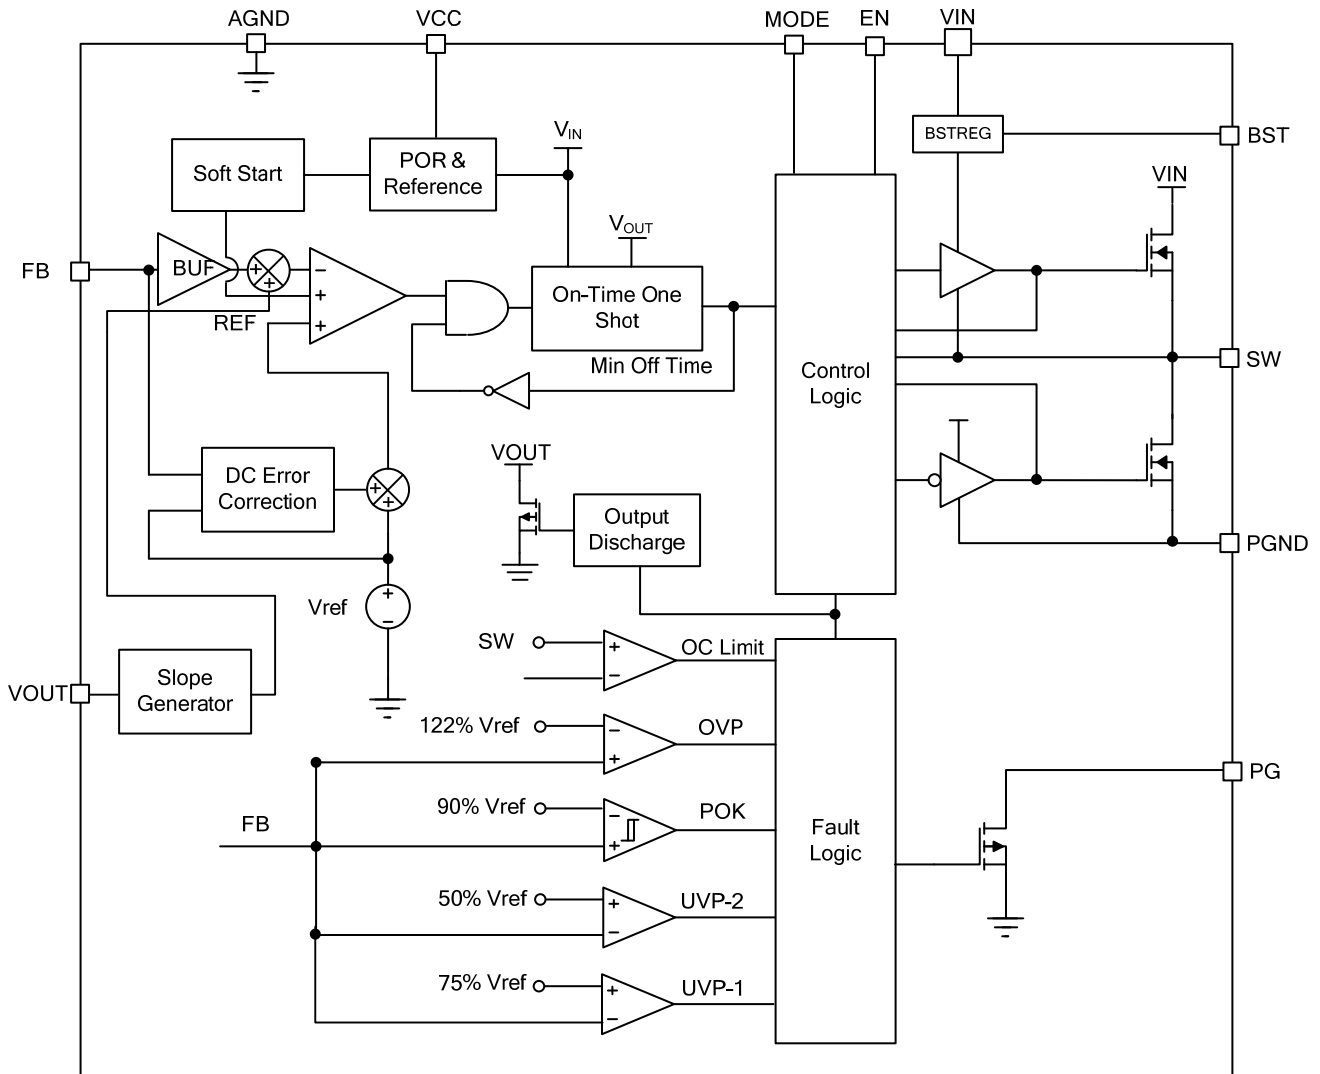 AGND
VCC
MODE
EN
VIN
BSTREG
BST
VIN
VIN
Soft Start
POR &
Reference
VOUT
FB
BUF
+
+
−
+
+
REF
On-Time One
Shot
Min Off Time
Control
Logic
SW
DC Error
Correction
+
+
VOUT
Output
Discharge
PGND
Vref
+
−
VOUT
Slope
Generator
SW
+
−
OC Limit
122% Vref
−
+
OVP
90% Vref
−
+
POK
FB
50% Vref
+
−
UVP-2
75% Vref
+
−
UVP-1
Fault
Logic
PG